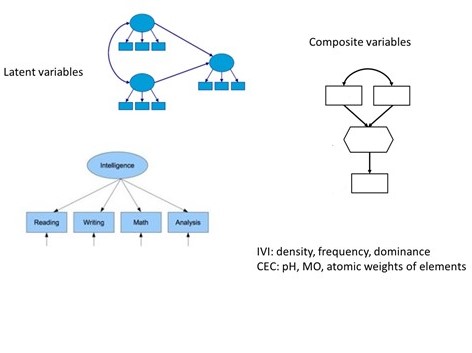 Composite variables
Latent variables
Intelligence
Reading
Writing
Math
Analysis
IVI: density, frequency, dominance
CEC: pH, MO, atomic weights of elements